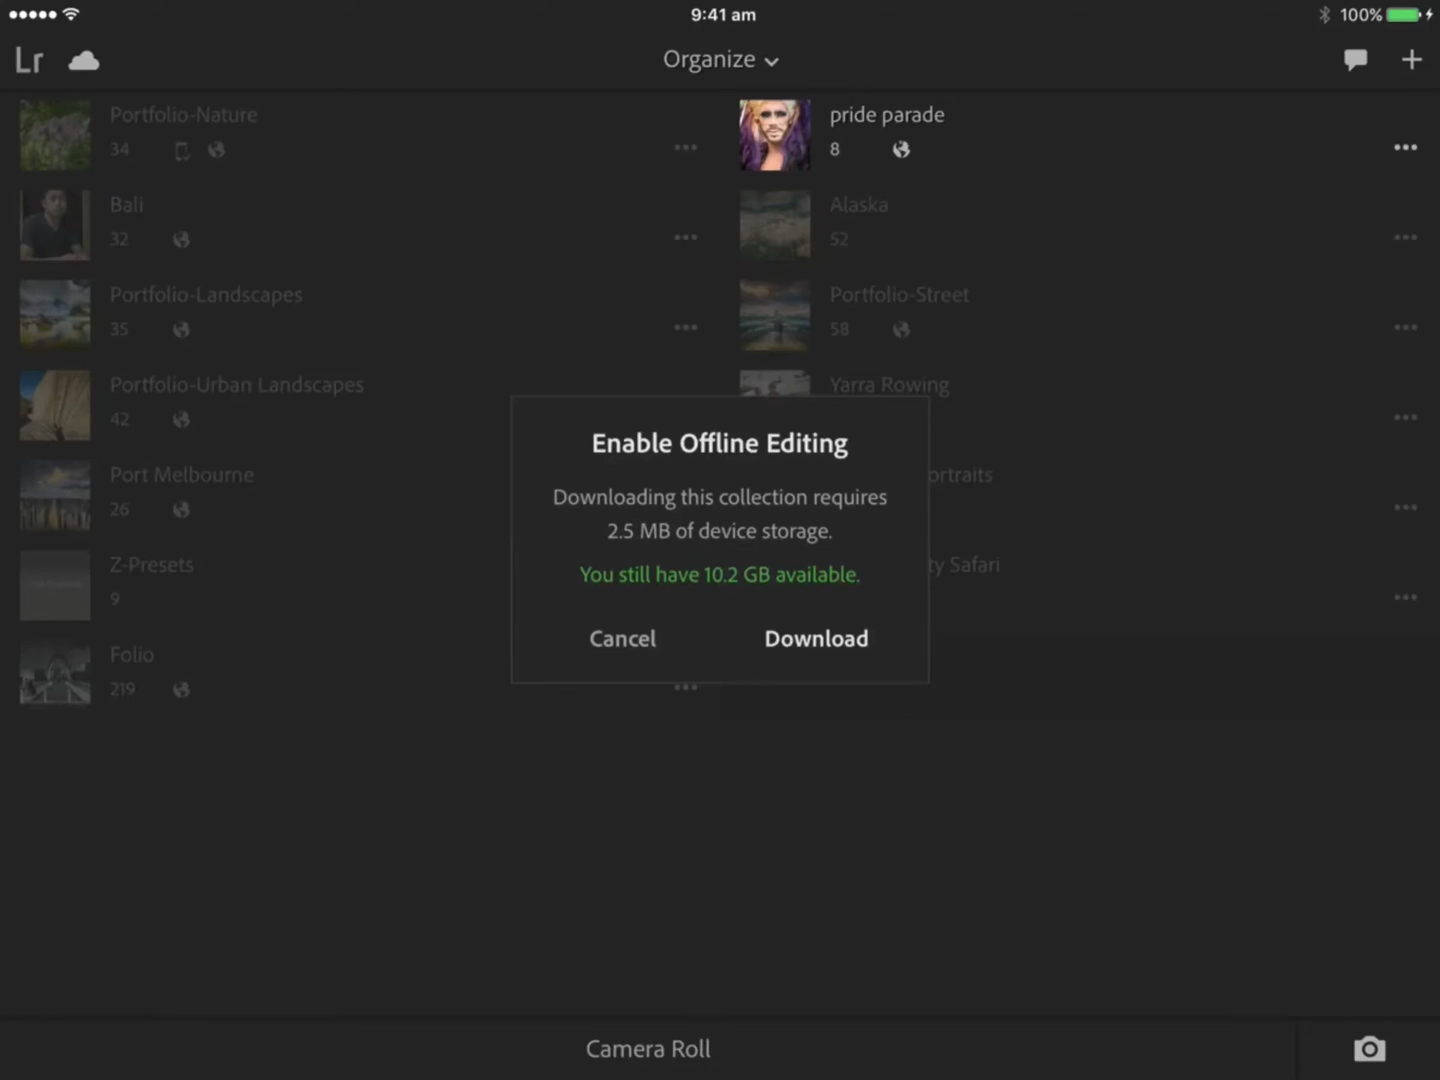 9:41 am
100%
Lr
Organize
Portfolio-Nature
34
pride parade
8
Bali
32
Alaska
52
Portfolio-Landscapes
35
Portfolio-Street
58
Portfolio-Urban Landscapes
42
Yarra Rowing
Port Melbourne
26
ortraits
Z-Presets
9
ty Safari
Folio
219
Enable Offline Editing
Downloading this collection requires
2.5 MB of device storage.
You still have 10.2 GB available.
Cancel
Download
Camera Roll